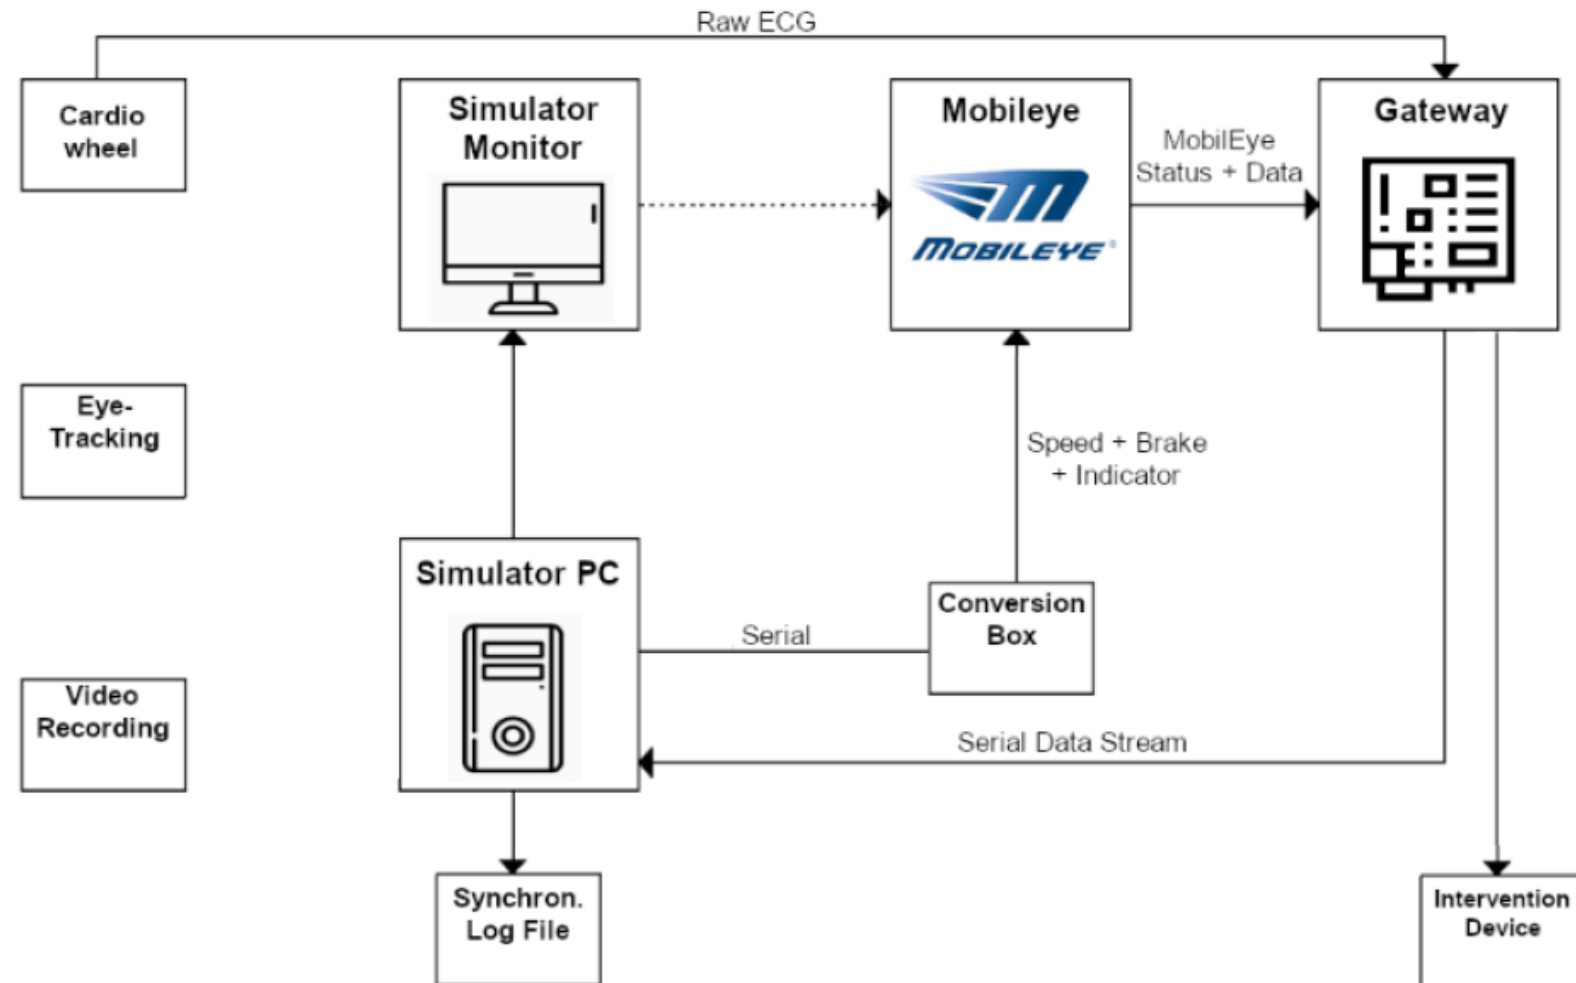 Raw ECG
Cardio
wheel
Simulator
Monitor
Mobileye
MOBILEYE
MobilEye
Status + Data
Gateway
Eye-
Tracking
Speed + Brake
+ Indicator
Simulator PC
Serial
Conversion
Box
Video
Recording
Serial Data Stream
Synchron.
Log File
Intervention
Device